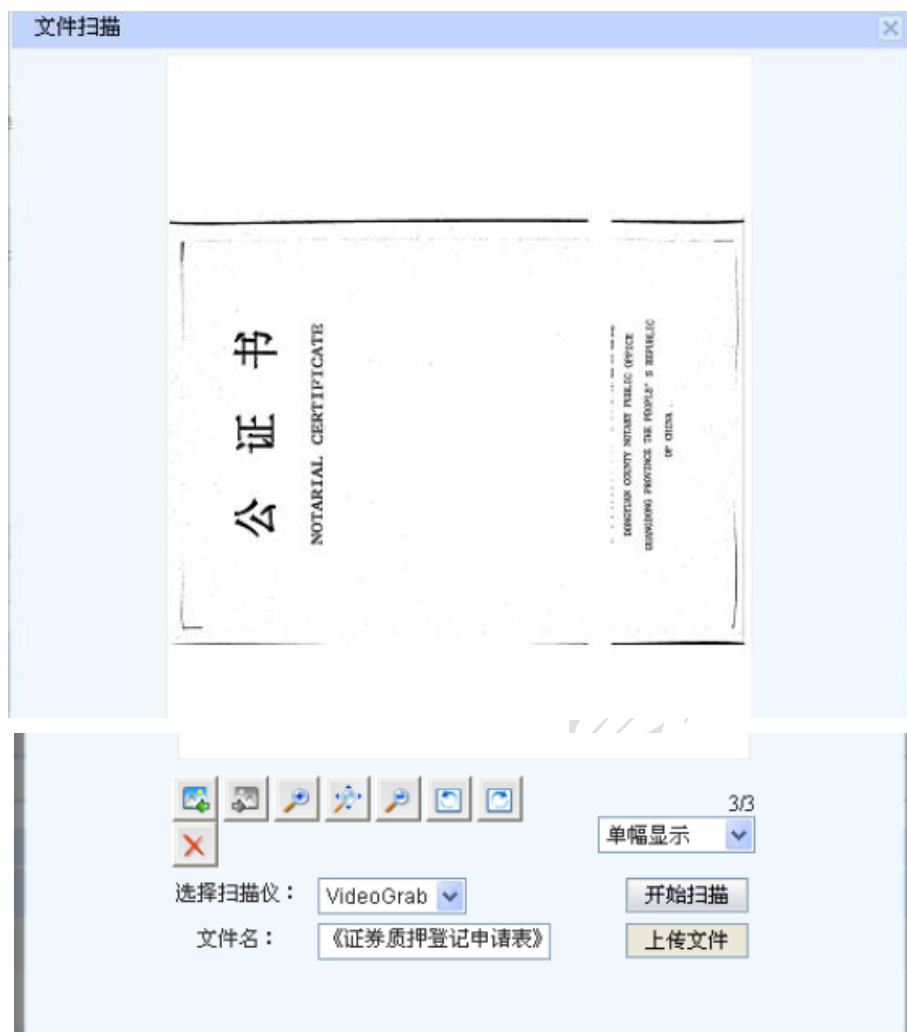 文件扫描
公证书
NOTARIAL CERTIFICATE
DONGYUAN COUNTY NOTARY PUBLIC OFFICE
GUANGDONG PROVINCE THE PEOPLE'S REPUBLIC
OF CHINA
3/3
单幅显示
选择扫描仪：
VideoGrab
开始扫描
文件名：
《证券质押登记申请表》
上传文件